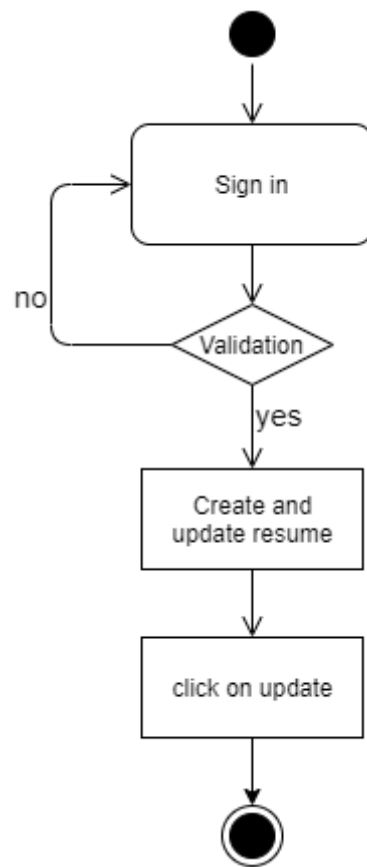 Sign in
no
Validation
yes
Create and
update resume
click on update